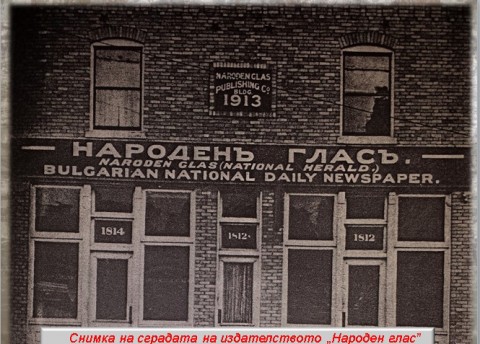 NARODEN GLAS
PUBLISHING CO
BLDG.
1913
— НАРОДЕНЪ ГЛАСЪ. —
NARODEN GLAS (NATIONAL HERALD,)
BULGARIAN NATIONAL DAILY NEWSPAPER.
1814 1812A 1812
Снимка на сградата на издателството „Народен глас”